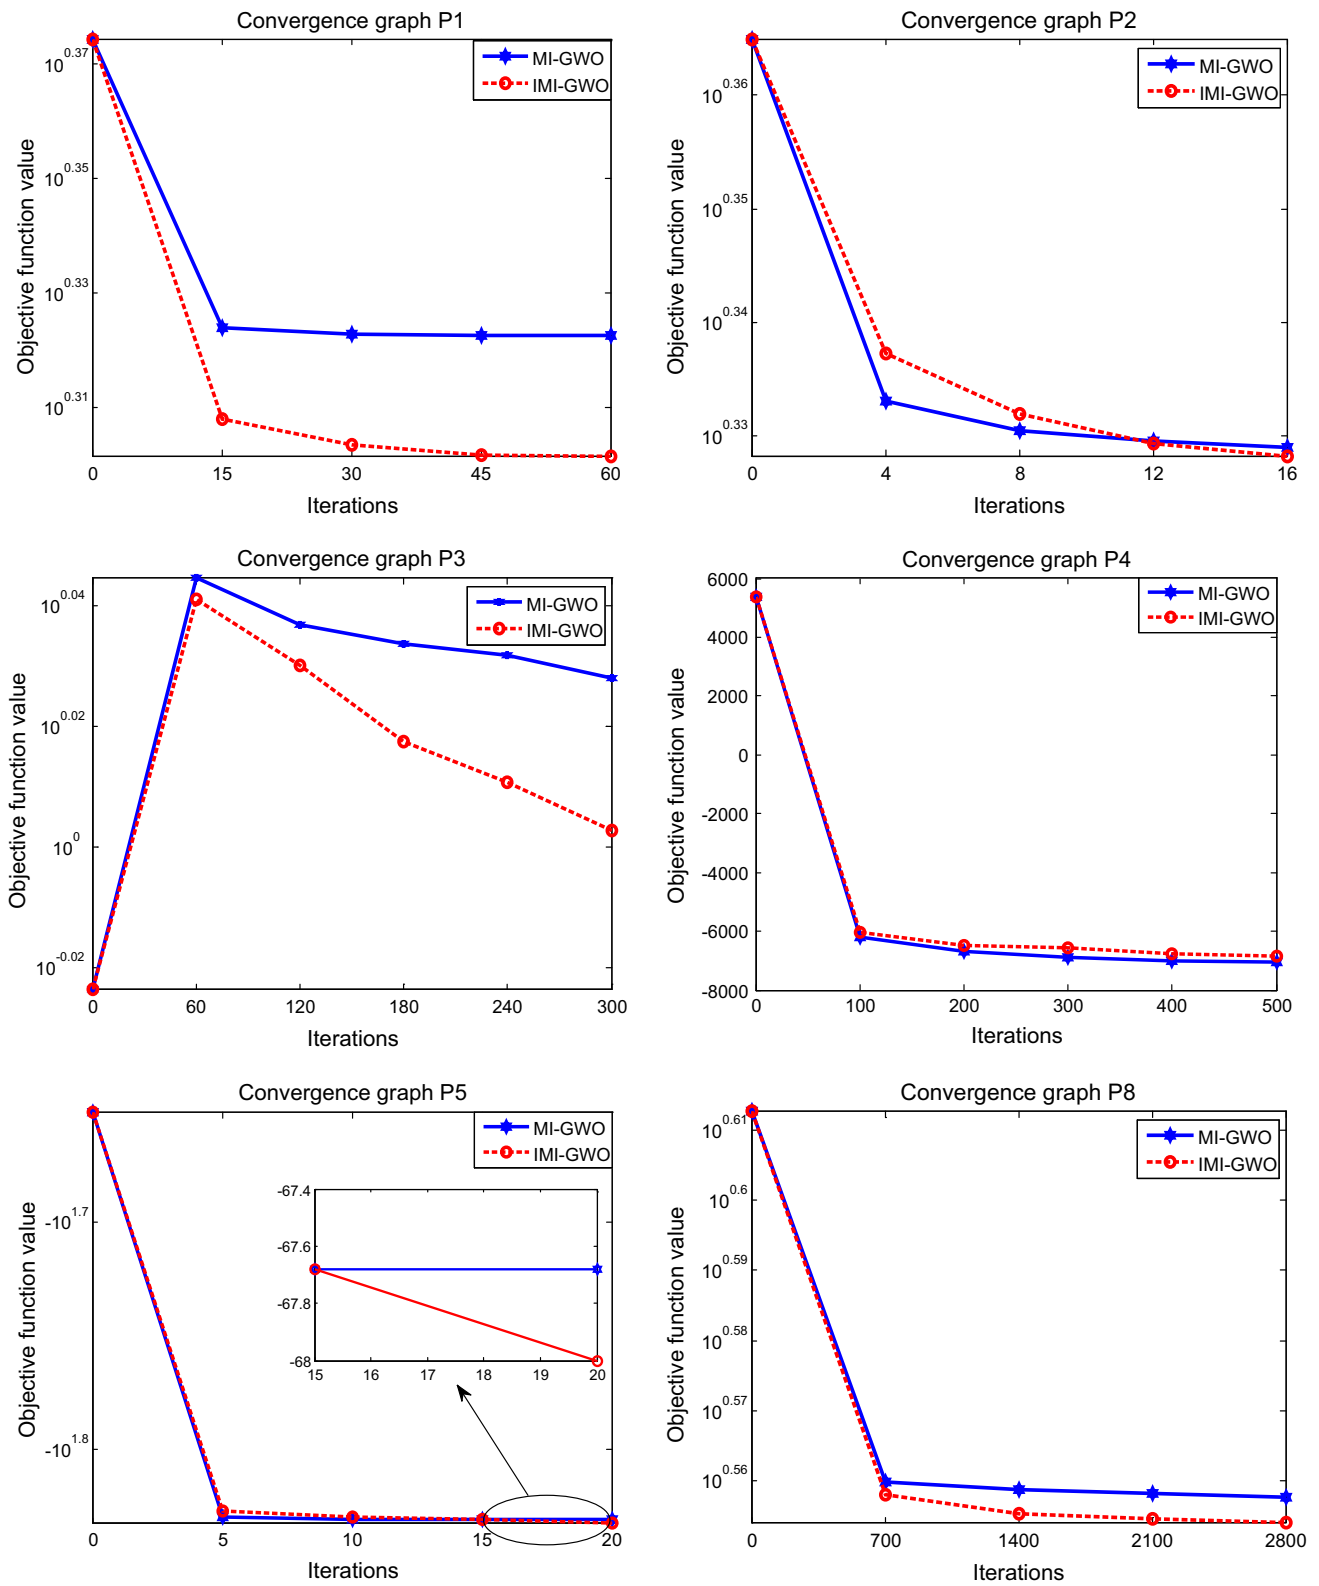 Convergence graph P1
Objective function value
10^0.37
10^0.35
10^0.33
10^0.31
MI-GWO
IMI-GWO
0 15 30 45 60
Iterations
Convergence graph P2
Objective function value
10^0.36
10^0.35
10^0.34
10^0.33
MI-GWO
IMI-GWO
0 4 8 12 16
Iterations
Convergence graph P3
Objective function value
10^0.04
10^0.02
10^0
10^-0.02
MI-GWO
IMI-GWO
0 60 120 180 240 300
Iterations
Convergence graph P4
Objective function value
6000
4000
2000
0
-2000
-4000
-6000
-8000
MI-GWO
IMI-GWO
0 100 200 300 400 500
Iterations
Convergence graph P5
Objective function value
-10^1.7
-10^1.8
MI-GWO
IMI-GWO
-67.4
-67.6
-67.8
-68
15 16 17 18 19 20
0 5 10 15 20
Iterations
Convergence graph P8
Objective function value
10^0.61
10^0.6
10^0.59
10^0.58
10^0.57
10^0.56
MI-GWO
IMI-GWO
0 700 1400 2100 2800
Iterations